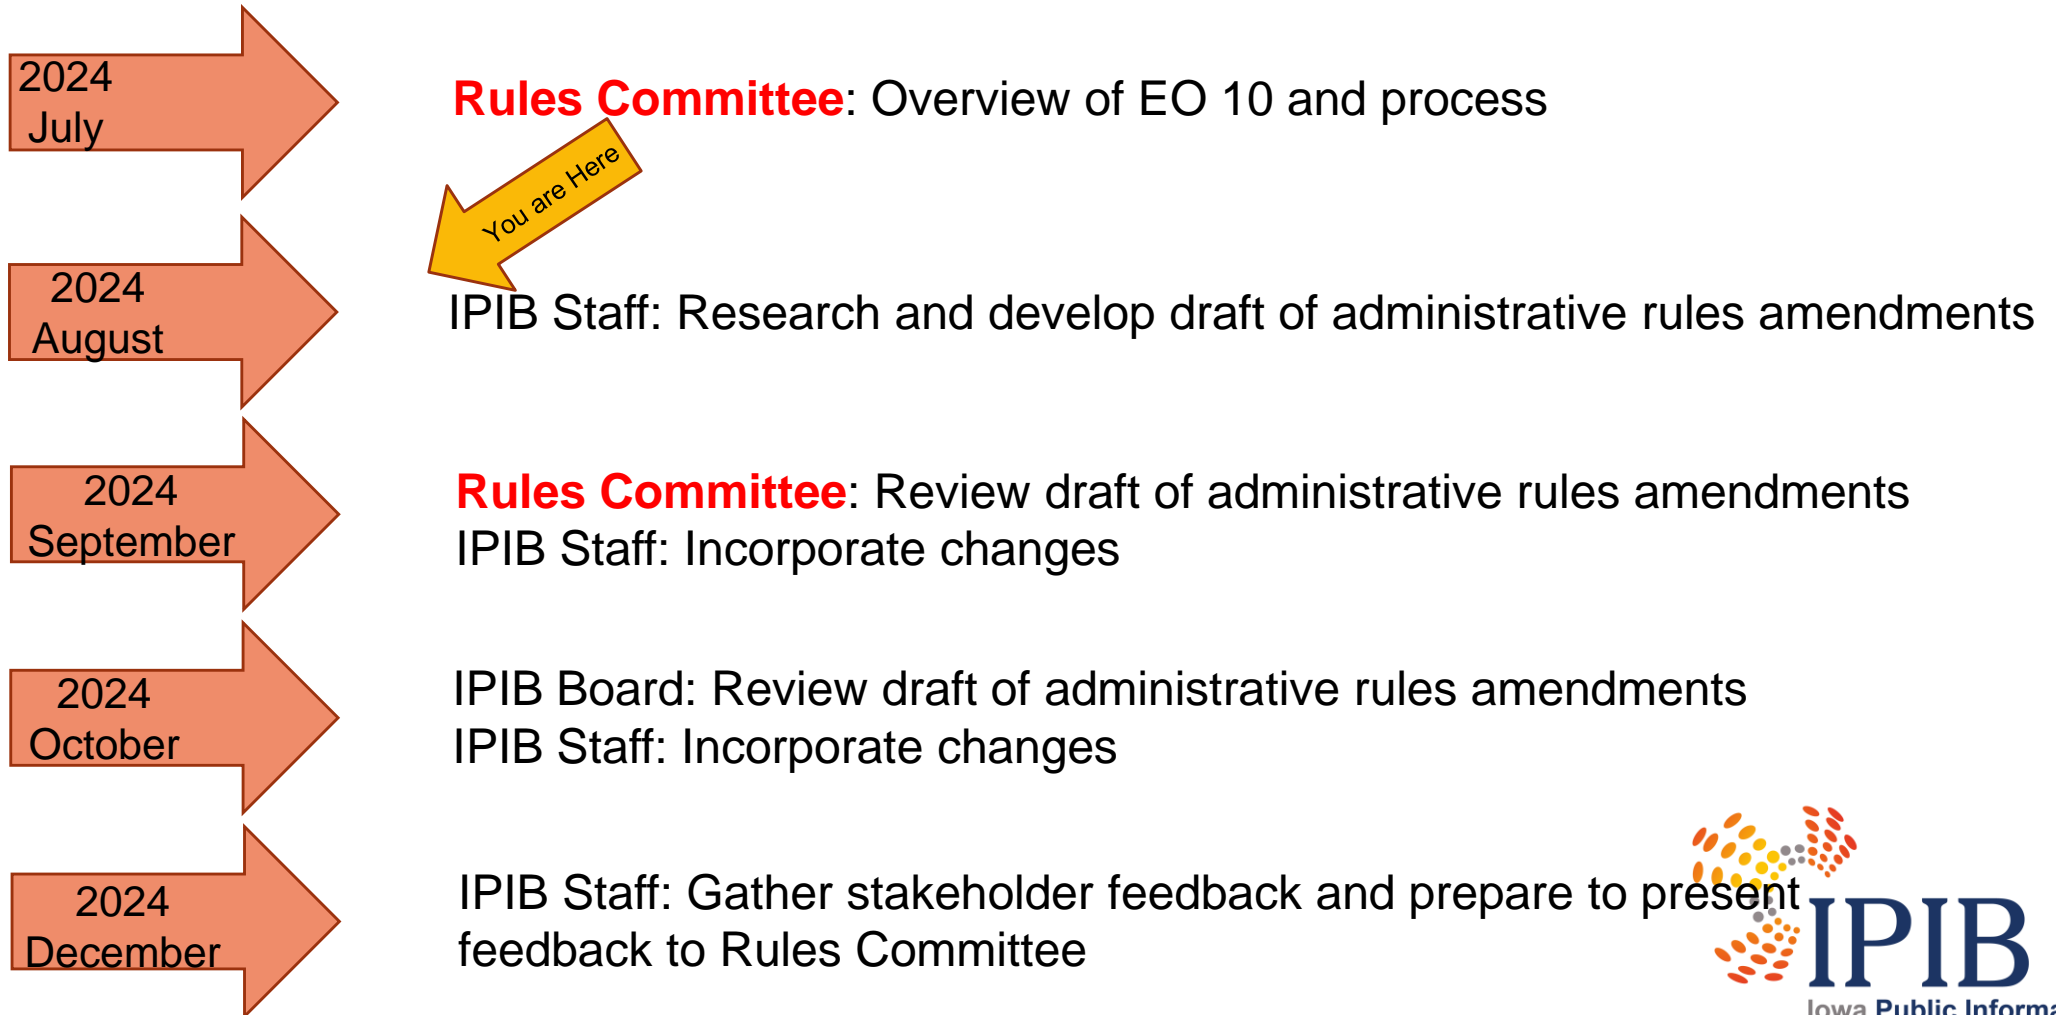 2024
July
Rules Committee: Overview of EO 10 and process
You are Here
2024
August
IPIB Staff: Research and develop draft of administrative rules amendments
2024
September
Rules Committee: Review draft of administrative rules amendments
IPIB Staff: Incorporate changes
2024
October
IPIB Board: Review draft of administrative rules amendments
IPIB Staff: Incorporate changes
2024
December
IPIB Staff: Gather stakeholder feedback and prepare to present
feedback to Rules Committee
IPIB
Iowa Public Informa